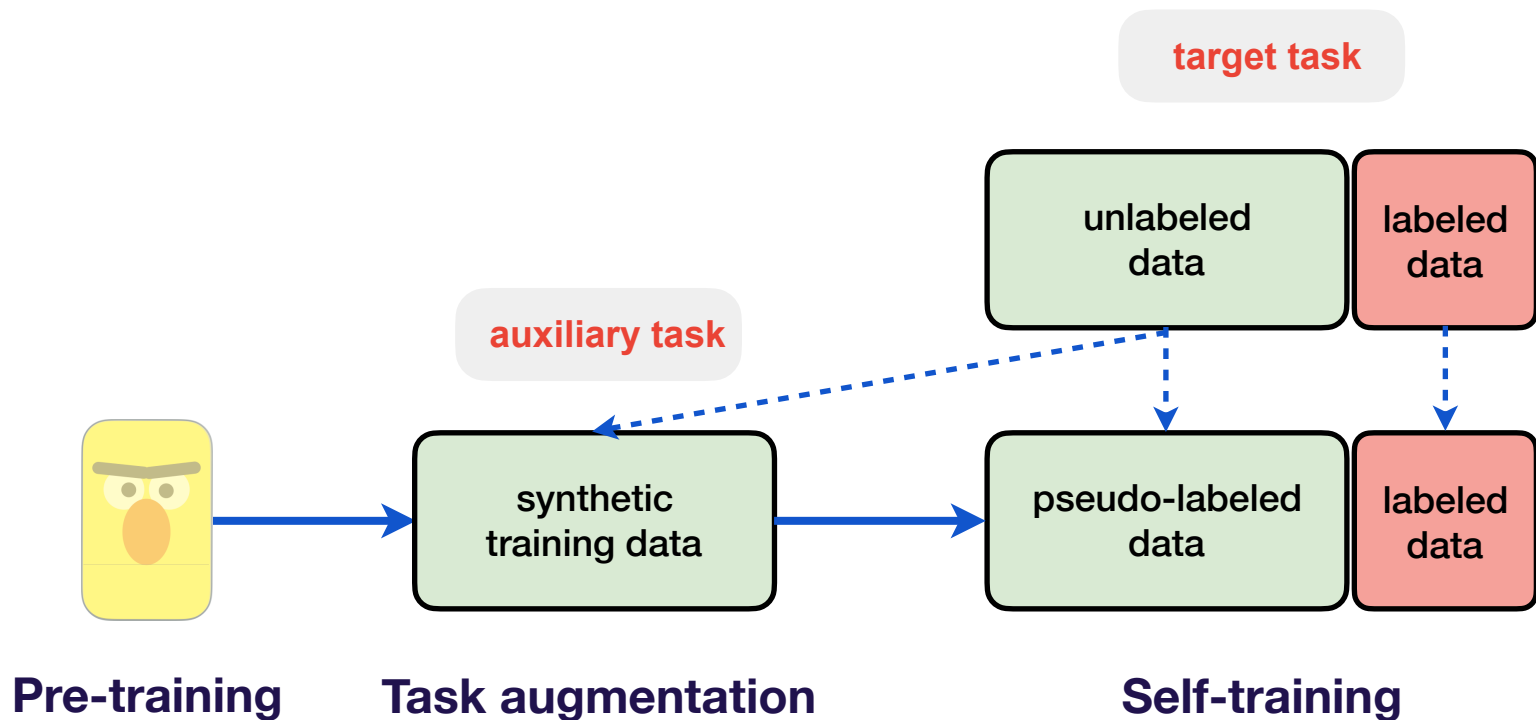 target task
unlabeled
data
labeled
data
auxiliary task
synthetic
training data
pseudo-labeled
data
labeled
data
Pre-training
Task augmentation
Self-training